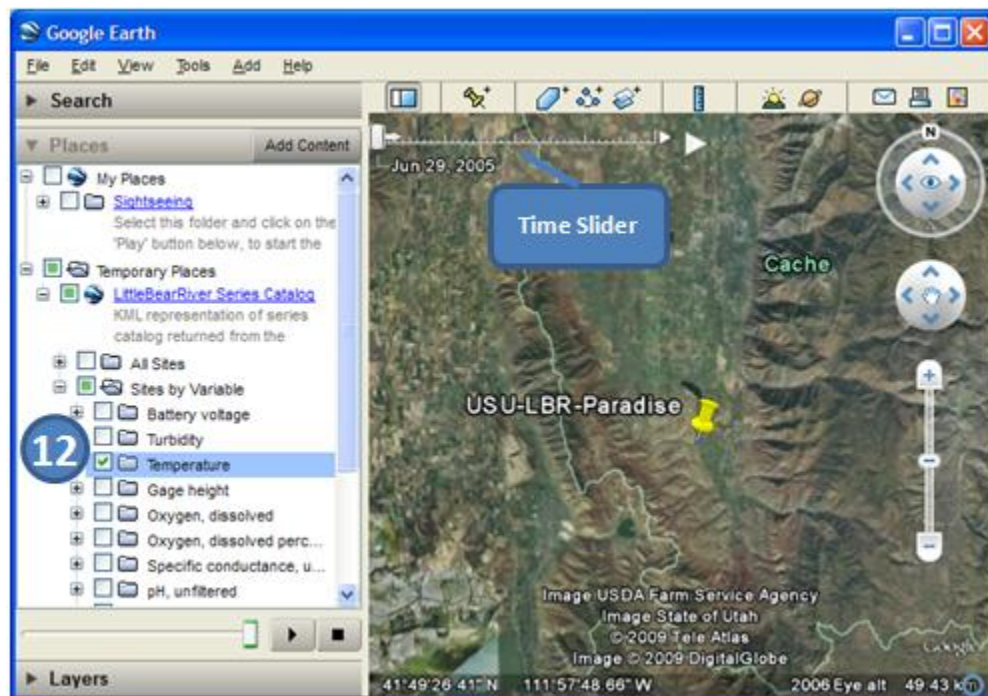 Google Earth
File Edit View Tools Add Help
Search
Places
Add Content
My Places
Sightseeing
Select this folder and click on the
'Play' button below, to start the
Temporary Places
LittleBearRiver Series Catalog
KML representation of series
catalog returned from the
All Sites
Sites by Variable
Battery voltage
Turbidity
12
Temperature
Gage height
Oxygen, dissolved
Oxygen, dissolved perc...
Specific conductance, u...
pH, unfiltered
Layers
Jun 29, 2005
Time Slider
N
Cache
USU-LBR-Paradise
Image USDA Farm Service Agency
Image State of Utah
© 2009 Tele Atlas
Image © 2009 DigitalGlobe
Google
41°49'26.41" N 111°57'48.66" W 2006 Eye alt 49.43 km